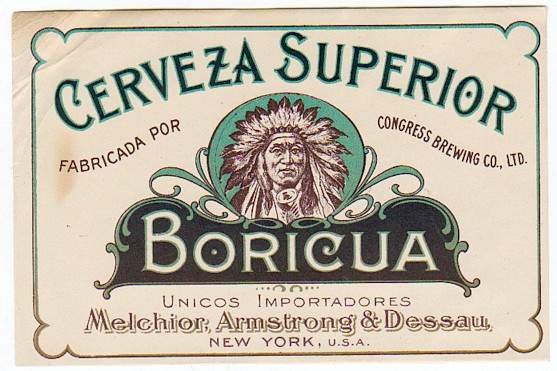 CERVEZA SUPERIOR
FABRICADA POR
CONGRESS BREWING CO., LTD.
BORICUA
UNICOS IMPORTADORES
Melchior, Armstrong & Dessau,
NEW YORK, U.S.A.